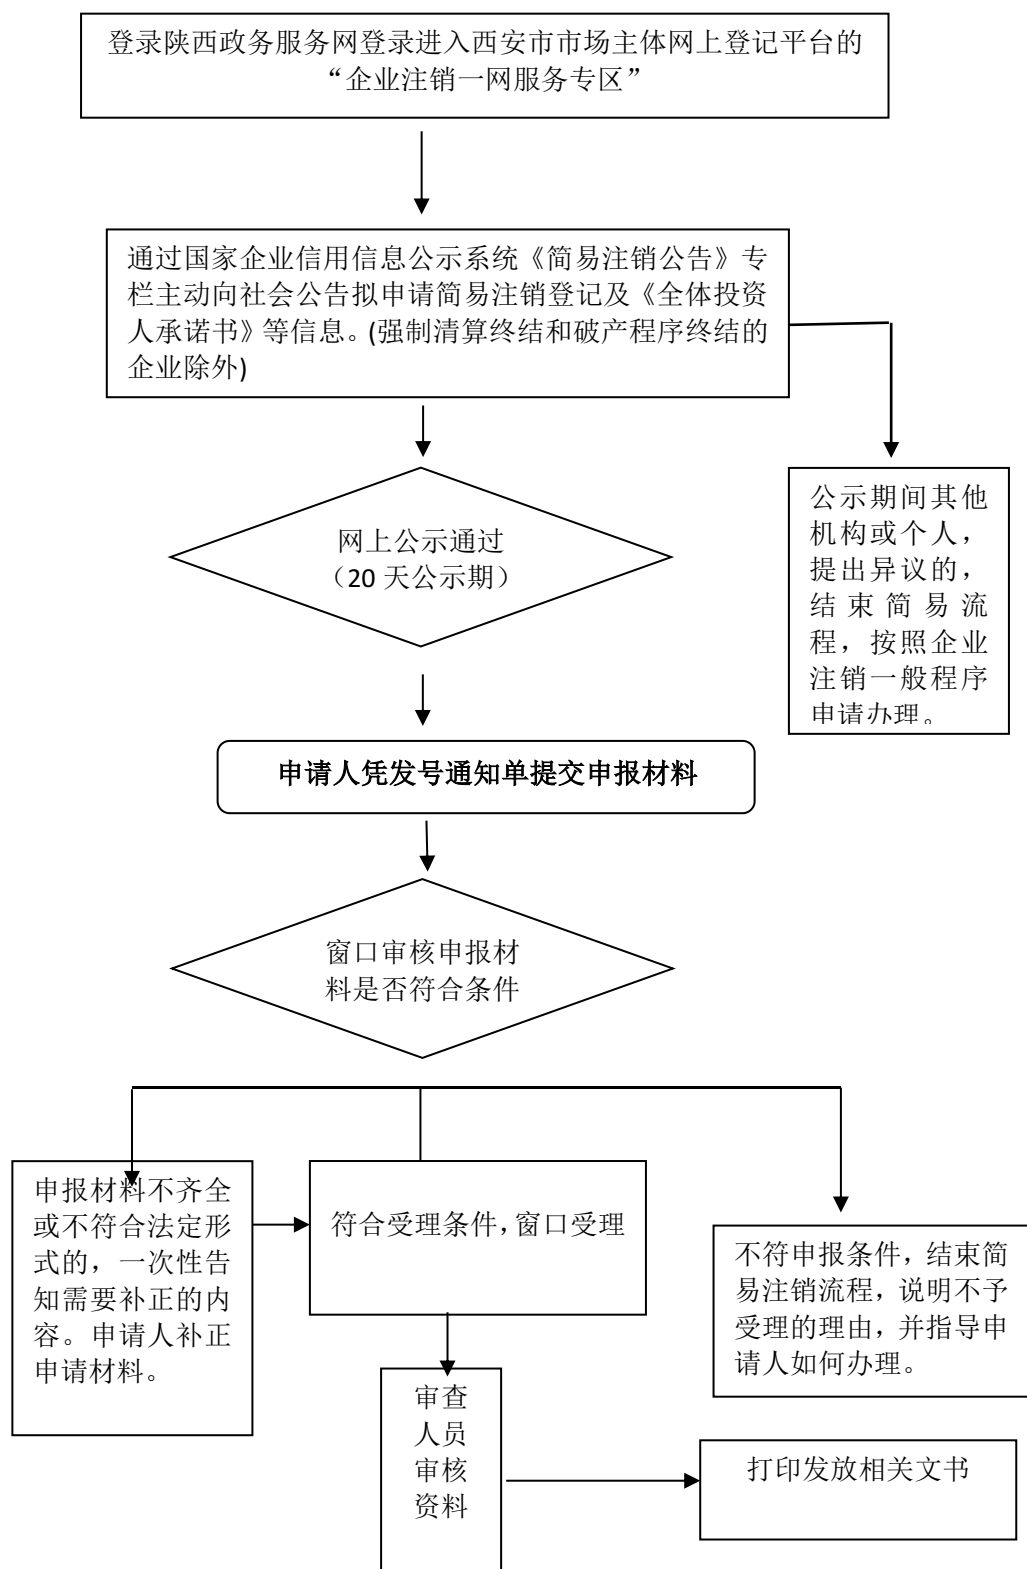 登录陕西政务服务网登录进入西安市市场主体网上登记平台的
“企业注销一网服务专区”
通过国家企业信用信息公示系统《简易注销公告》专
栏主动向社会公告拟申请简易注销登记及《全体投资
人承诺书》等信息。(强制清算终结和破产程序终结的
企业除外)
网上公示通过
（20 天公示期）
公示期间其他
机构或个人，
提出异议的，
结束简易流
程，按照企业
注销一般程序
申请办理。
申请人凭发号通知单提交申报材料
窗口审核申报材
料是否符合条件
申报材料不齐全
或不符合法定形
式的，一次性告
知需要补正的内
容。申请人补正
申请材料。
符合受理条件，窗口受理
不符申报条件，结束简
易注销流程，说明不予
受理的理由，并指导申
请人如何办理。
审查
人员
审核
资料
打印发放相关文书